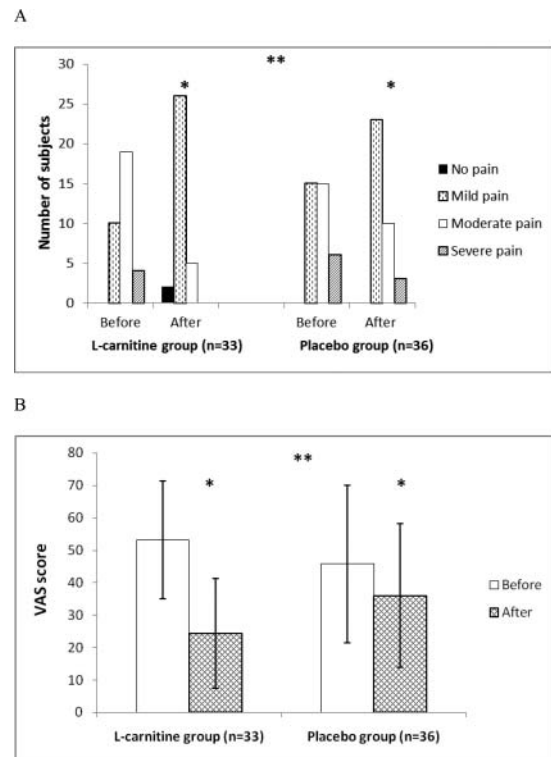 A
30
25
20
15
10
5
0
Number of subjects
**
*
*
No pain
Mild pain
Moderate pain
Severe pain
Before
After
Before
After
L-carnitine group (n=33)
Placebo group (n=36)
B
80
70
60
50
40
30
20
10
0
VAS score
**
*
*
Before
After
L-carnitine group (n=33)
Placebo group (n=36)